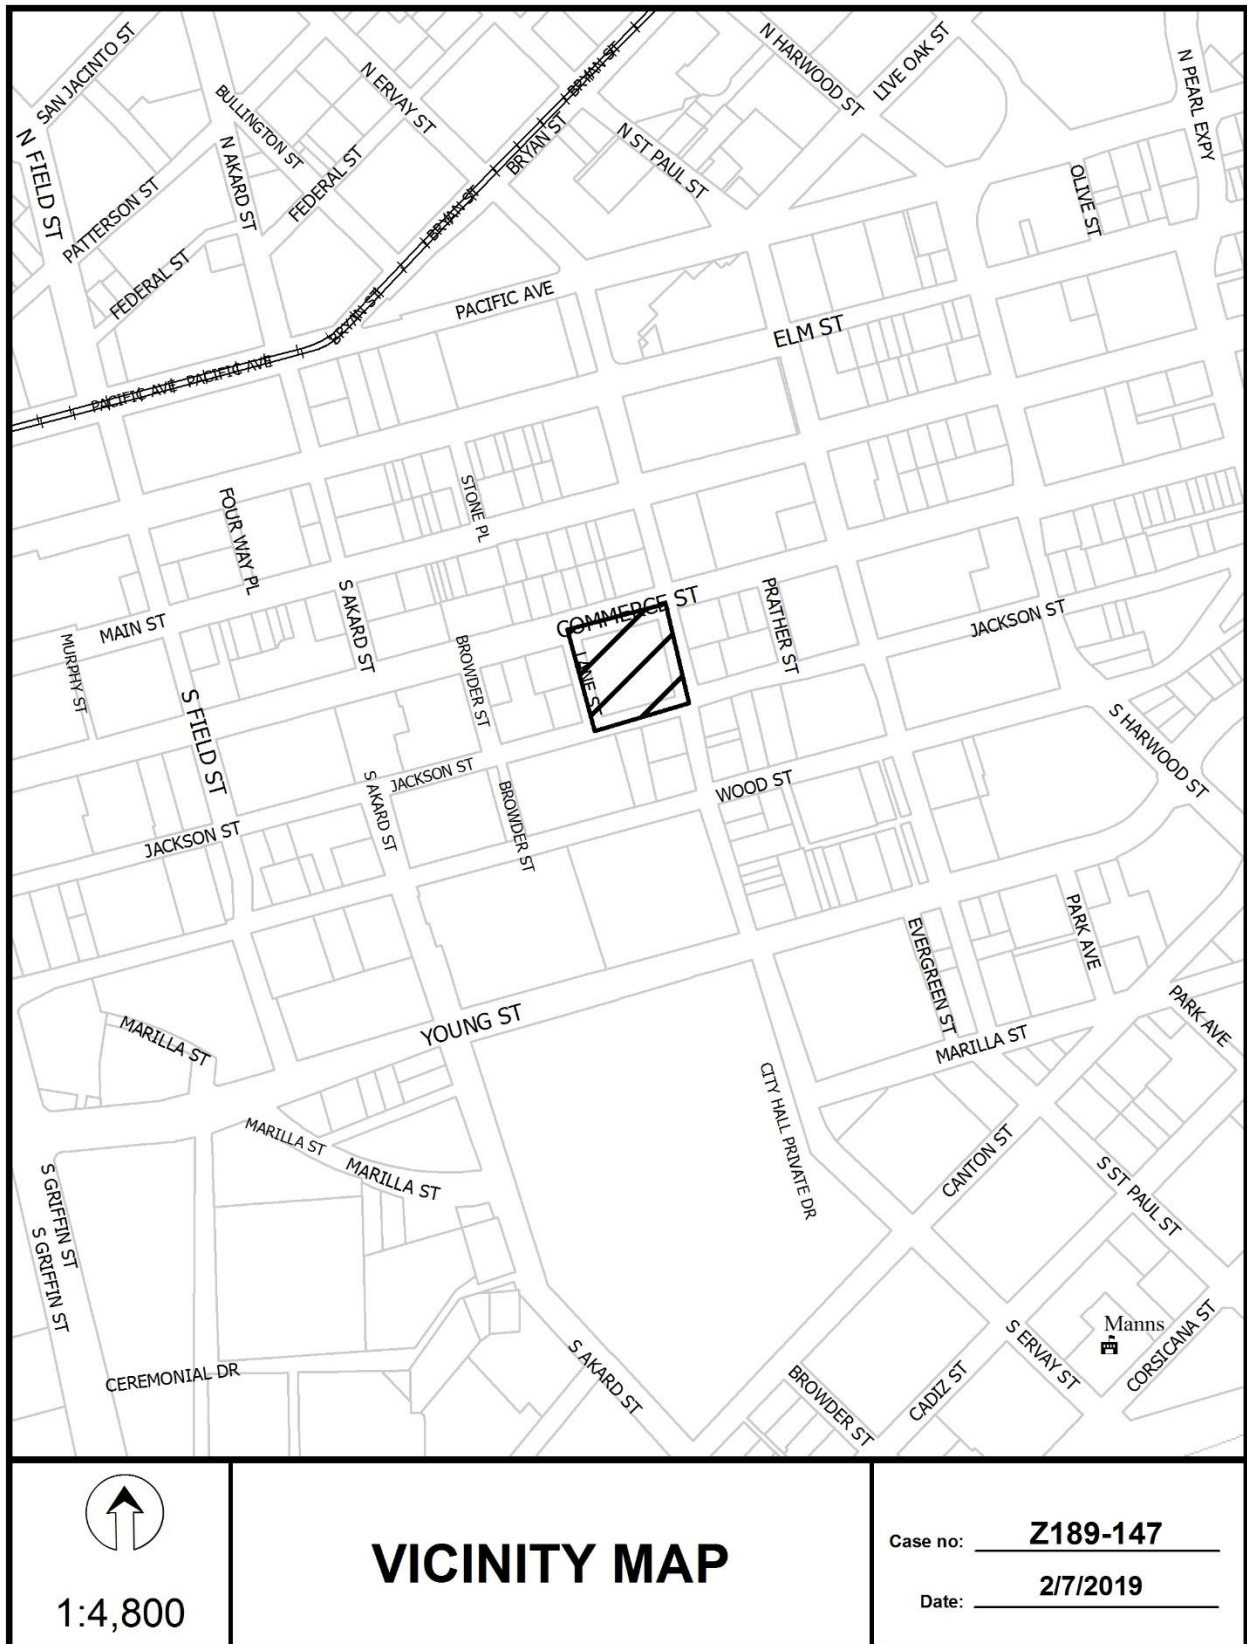 SAN JACINTO ST
N HARWOOD ST
LIVE OAK ST
N PEARL EXPY
BRYAN ST
N ERVAY ST
BULLINGTON ST
N FIELD ST
N AKARD ST
FEDERAL ST
BRYAN ST
N ST PAUL ST
OLIVE ST
PATTERSON ST
BRYAN ST
FEDERAL ST
PACIFIC AVE
BRYAN ST
ELM ST
PACIFIC AVE
PACIFIC AVE
STONE PL
FOUR WAY PL
MAIN ST
S AKARD ST
COMMERCE ST
PRATHER ST
JACKSON ST
MURPHY ST
BROWDER ST
LANE ST
S FIELD ST
S HARWOOD ST
JACKSON ST
S AKARD ST
BROWDER ST
WOOD ST
JACKSON ST
PARK AVE
EVERGREEN ST
PARK AVE
MARILLA ST
YOUNG ST
MARILLA ST
CITY HALL PRIVATE DR
MARILLA ST
MARILLA ST
CANTON ST
S ST PAUL ST
S GRIFFIN ST
S GRIFFIN ST
Manns
S ERVAY ST
CORSICANA ST
CEREMONIAL DR
S AKARD ST
BROWDER ST
CADIZ ST
1:4,800
VICINITY MAP
Case no: Z189-147
Date: 2/7/2019